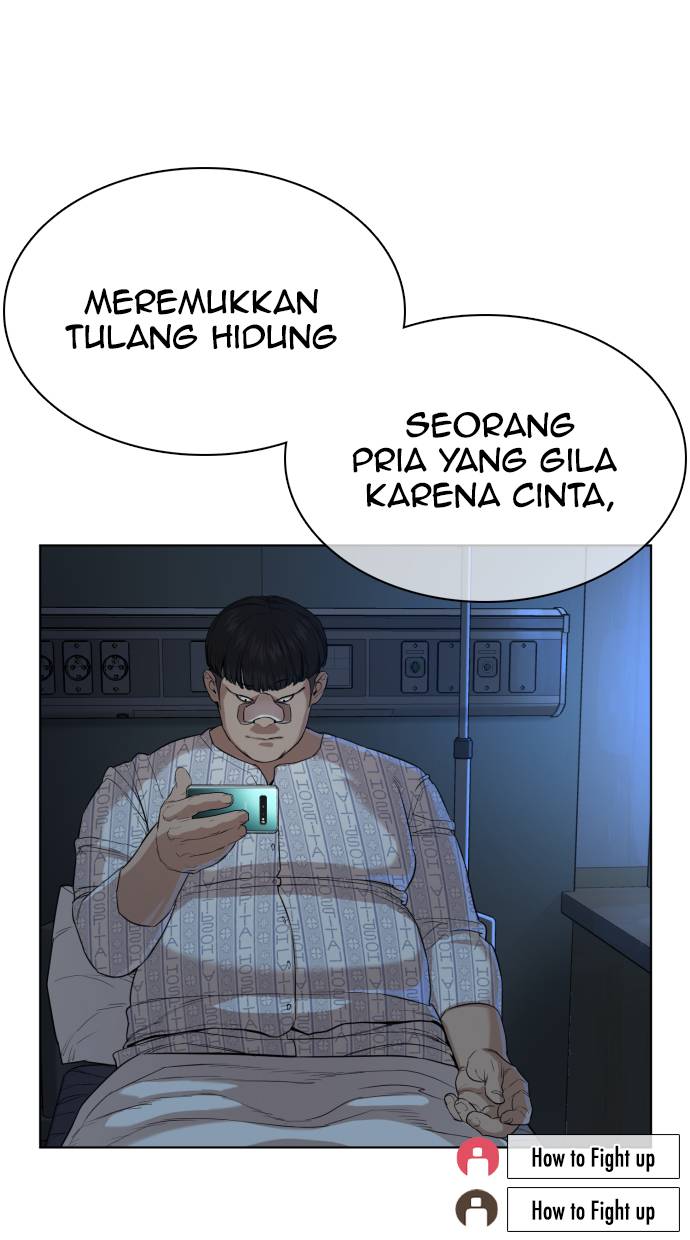 MEREMUKKAN
TULANG HIDUNG
SEORANG
PRIA YANG GILA
KARENA CINTA,
How to Fight up
How to Fight up